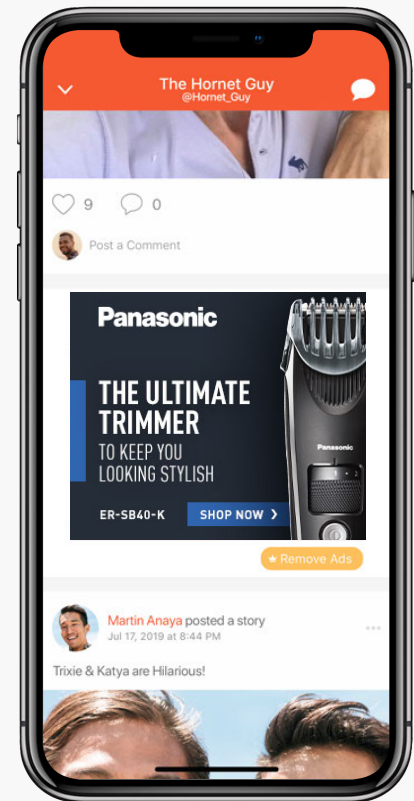 The Hornet Guy
@Hornet_Guy
9 0
Post a Comment
Panasonic
THE ULTIMATE
TRIMMER
TO KEEP YOU
LOOKING STYLISH
ER-SB40-K SHOP NOW
Panasonic
1 2
Remove Ads
Martin Anaya posted a story
Jul 17, 2019 at 8:44 PM
Trixie & Katya are Hilarious!